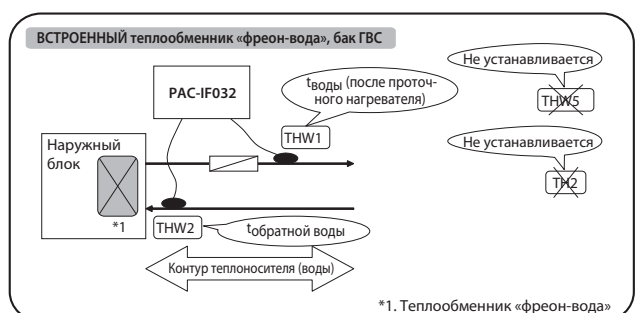 ВСТРОЕННЫЙ теплообменник «фреон-вода», бак ГВС
PAC-IF032
tводы (после проточ-
ного нагревателя)
THW1
Не устанавливается
THW5
Не устанавливается
TH2
Наружный
блок
*1
THW2
tобратной воды
Контур теплоносителя (воды)
*1. Теплообменник «фреон-вода»